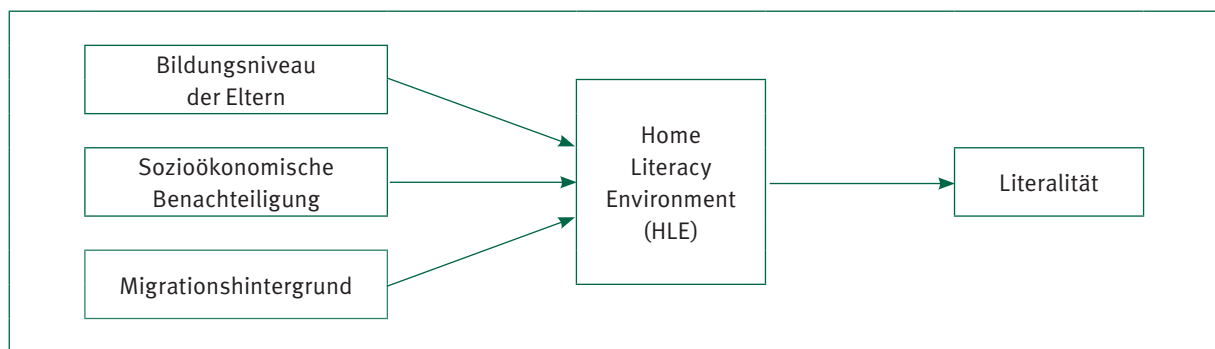 Bildungsniveau
der Eltern
Sozioökonomische
Benachteiligung
Migrationshintergrund
Home
Literacy
Environment
(HLE)
Literalität